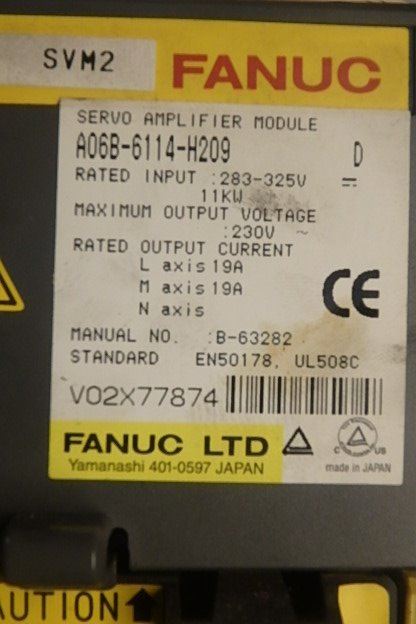 SVM2
FANUC
SERVO AMPLIFIER MODULE
A06B-6114-H209 D
RATED INPUT :283-325V
11KW
MAXIMUM OUTPUT VOLTAGE
:230V ~
RATED OUTPUT CURRENT
L axis 19A
M axis 19A
N axis
CE
MANUAL NO. :B-63282
STANDARD EN50178, UL508C
V02X77874
FANUC LTD
Yamanashi 401-0597 JAPAN
C US
made in JAPAN
AUTION